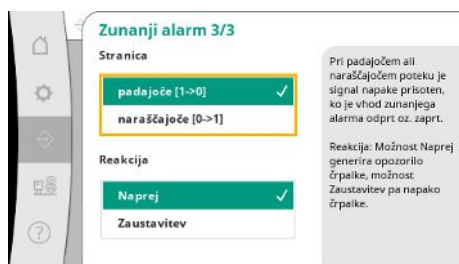 Zunanji alarm 3/3
Stranica
padajoče [1->0]
naraščajoče [0->1]
Reakcija
Naprej
Zaustavitev
Pri padajočem ali
naraščajočem poteku je
signal napake prisoten,
ko je vhod zunanjega
alarma odprt oz. zaprt.
Reakcija: Možnost Naprej
generira opozorilo
črpalke, možnost
Zaustavitev pa napako
črpalke.